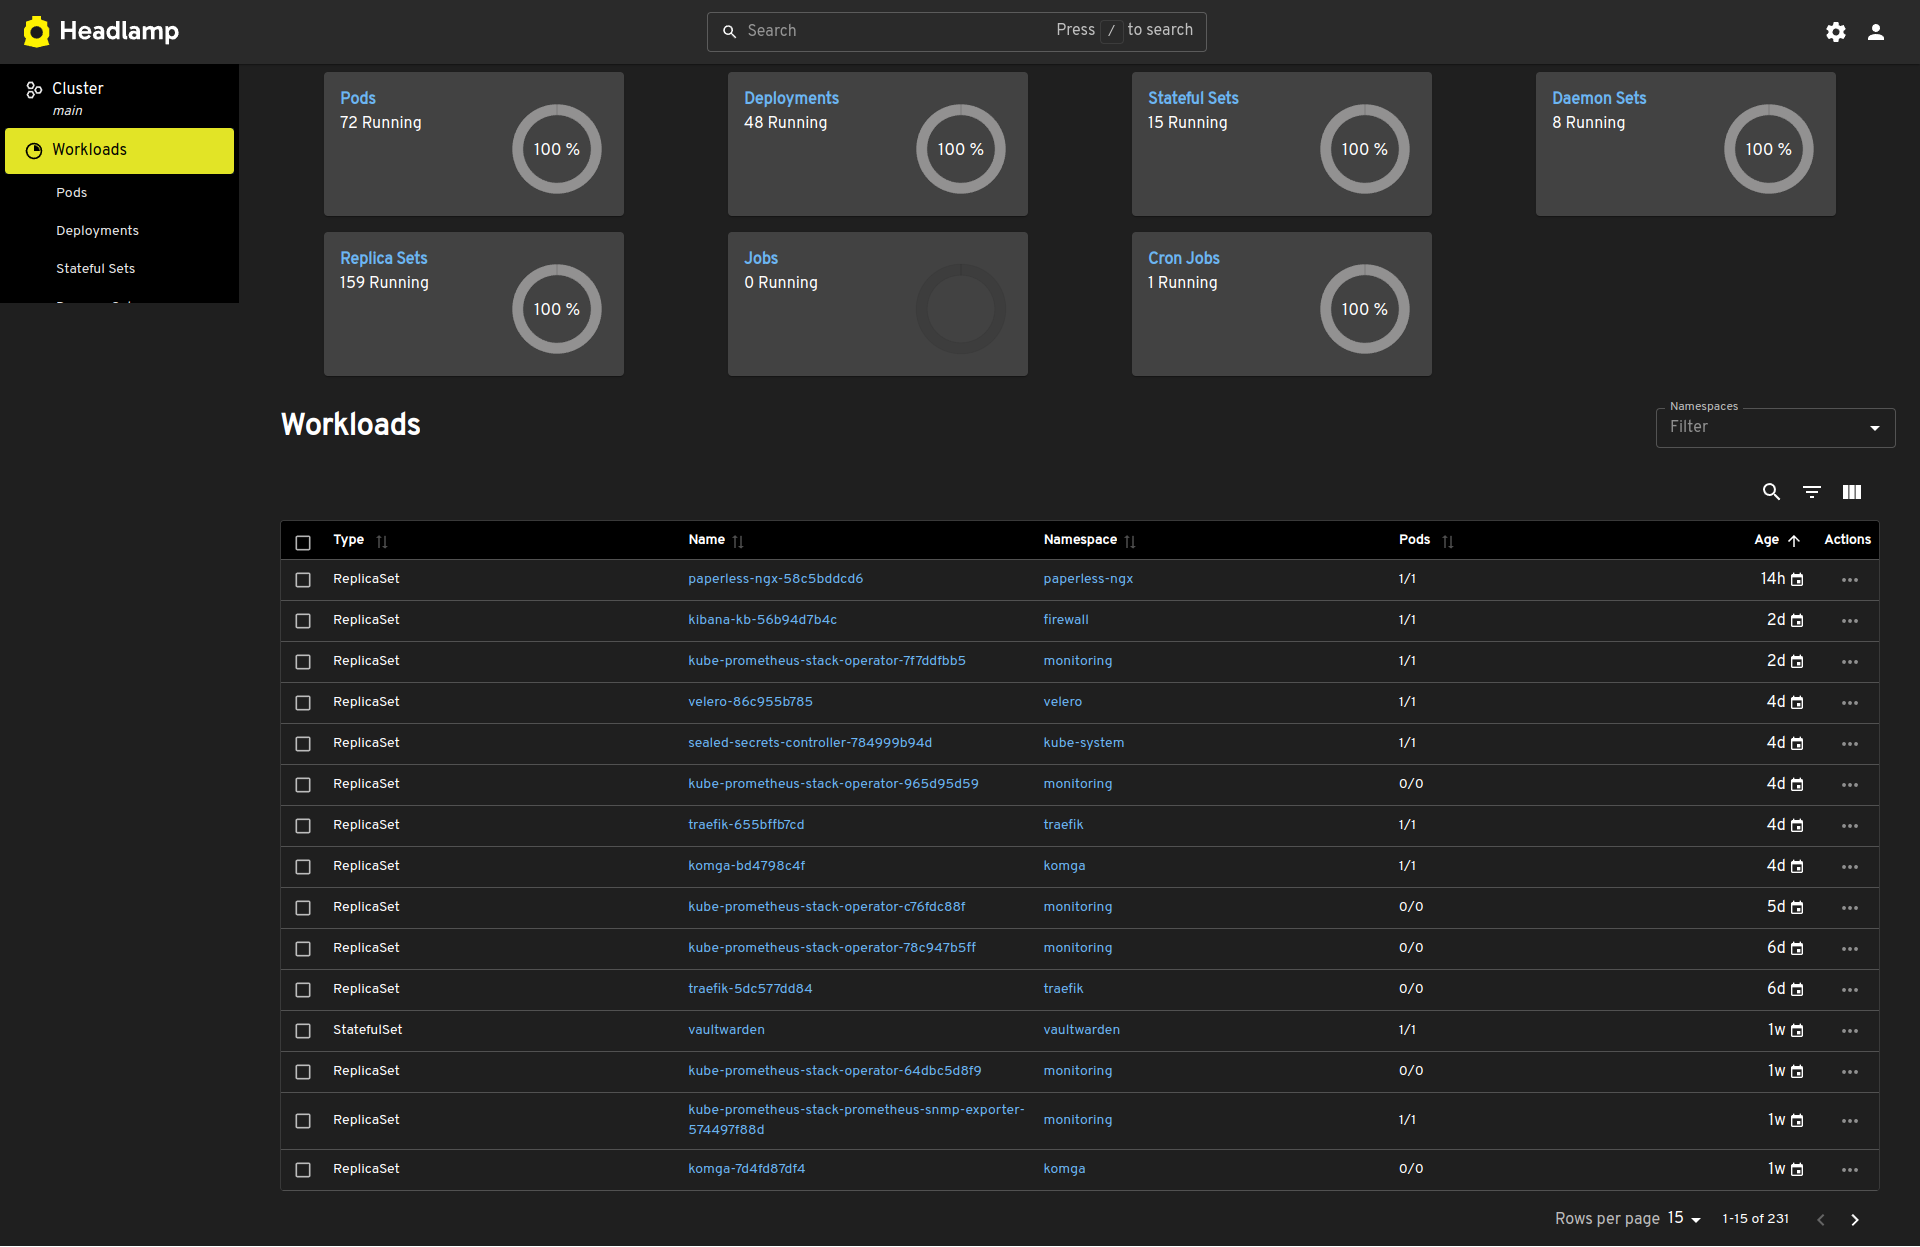 Headlamp
Search
Press / to search
Cluster
main
Workloads
Pods
Deployments
Stateful Sets
Pods
72 Running
100 %
Deployments
48 Running
100 %
Stateful Sets
15 Running
100 %
Daemon Sets
8 Running
100 %
Replica Sets
159 Running
100 %
Jobs
0 Running
Cron Jobs
1 Running
100 %
Workloads
Namespaces
Filter
Type Name Namespace Pods Age Actions
ReplicaSet paperless-ngx-58c5bddcd6 paperless-ngx 1/1 14h
ReplicaSet kibana-kb-56b94d7b4c firewall 1/1 2d
ReplicaSet kube-prometheus-stack-operator-7f7ddfbb5 monitoring 1/1 2d
ReplicaSet velero-86c955b785 velero 1/1 4d
ReplicaSet sealed-secrets-controller-784999b94d kube-system 1/1 4d
ReplicaSet kube-prometheus-stack-operator-965d95d59 monitoring 0/0 4d
ReplicaSet traefik-655bffb7cd traefik 1/1 4d
ReplicaSet komga-bd4798c4f komga 1/1 4d
ReplicaSet kube-prometheus-stack-operator-c76fdc88f monitoring 0/0 5d
ReplicaSet kube-prometheus-stack-operator-78c947b5ff monitoring 0/0 6d
ReplicaSet traefik-5dc577dd84 traefik 0/0 6d
StatefulSet vaultwarden vaultwarden 1/1 1w
ReplicaSet kube-prometheus-stack-operator-64dbc5d8f9 monitoring 0/0 1w
ReplicaSet kube-prometheus-stack-prometheus-snmp-exporter-
574497f88d monitoring 1/1 1w
ReplicaSet komga-7d4fd87df4 komga 0/0 1w
Rows per page 15 1-15 of 231